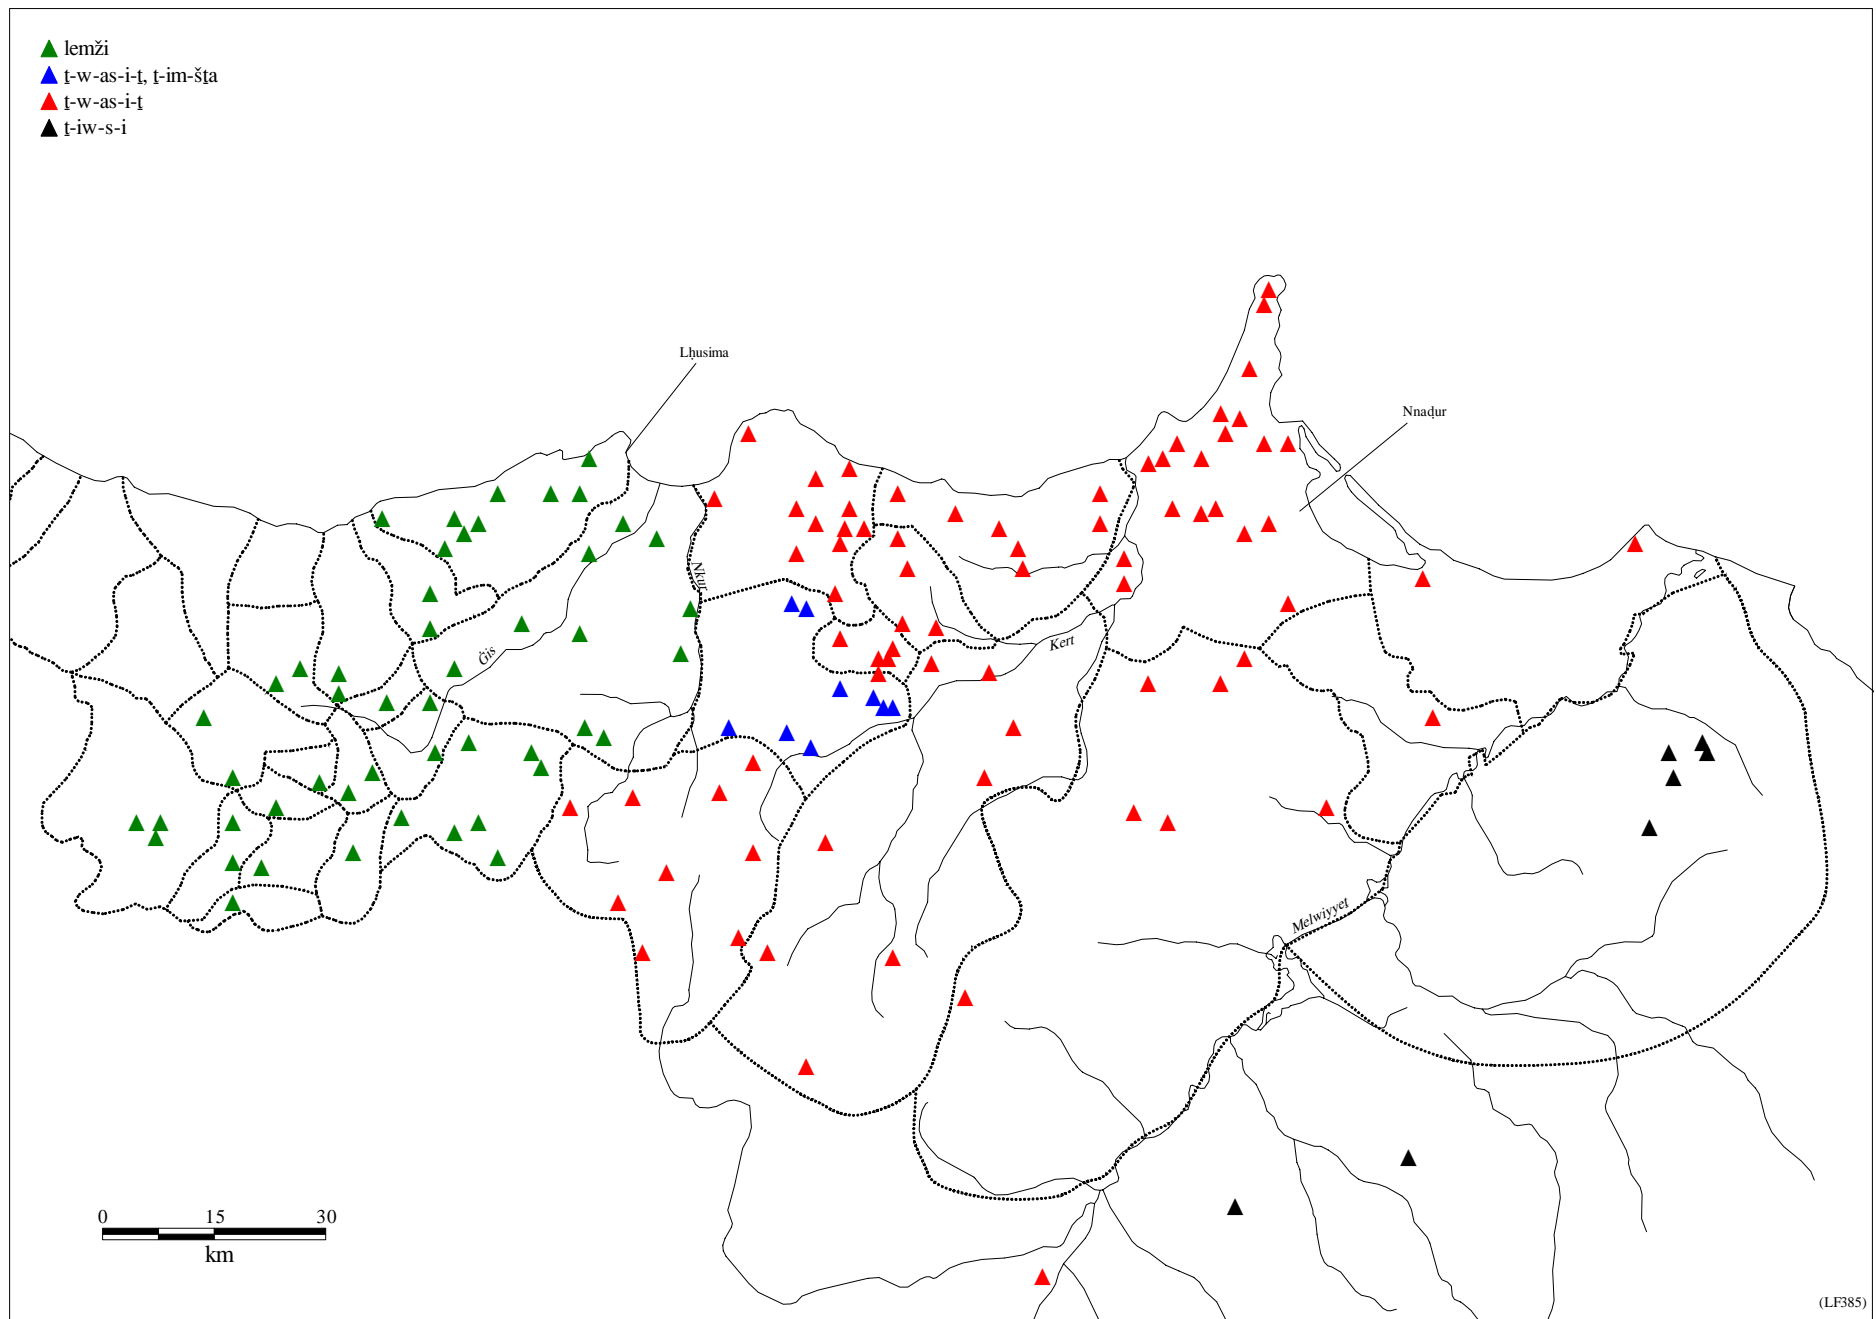 lemži
ṯ-w-as-i-ṯ, ṯ-im-šṯa
ṯ-w-as-i-ṯ
ṯ-iw-s-i
Lḥusima
Nnaḍur
Nkur
Kert
Ġis
Melwiyyet
0 15 30
km
(LF385)